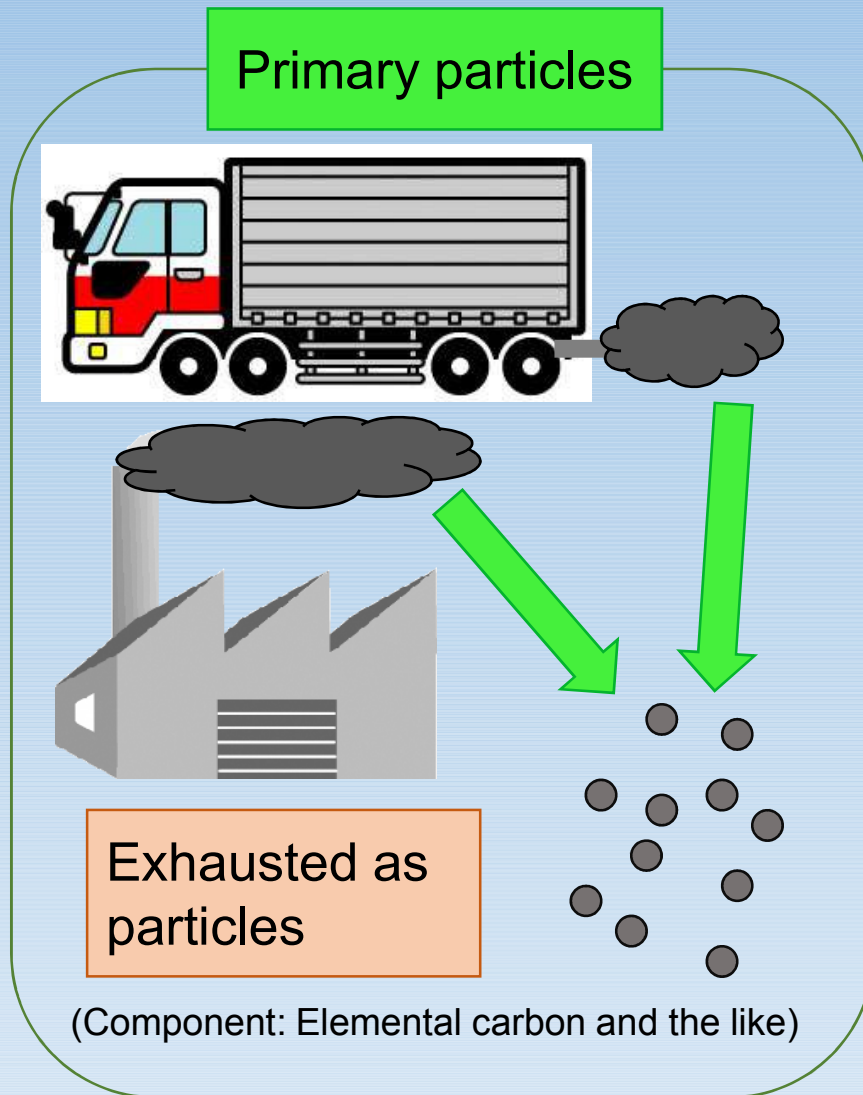 Primary particles
Exhausted as
particles
(Component: Elemental carbon and the like)